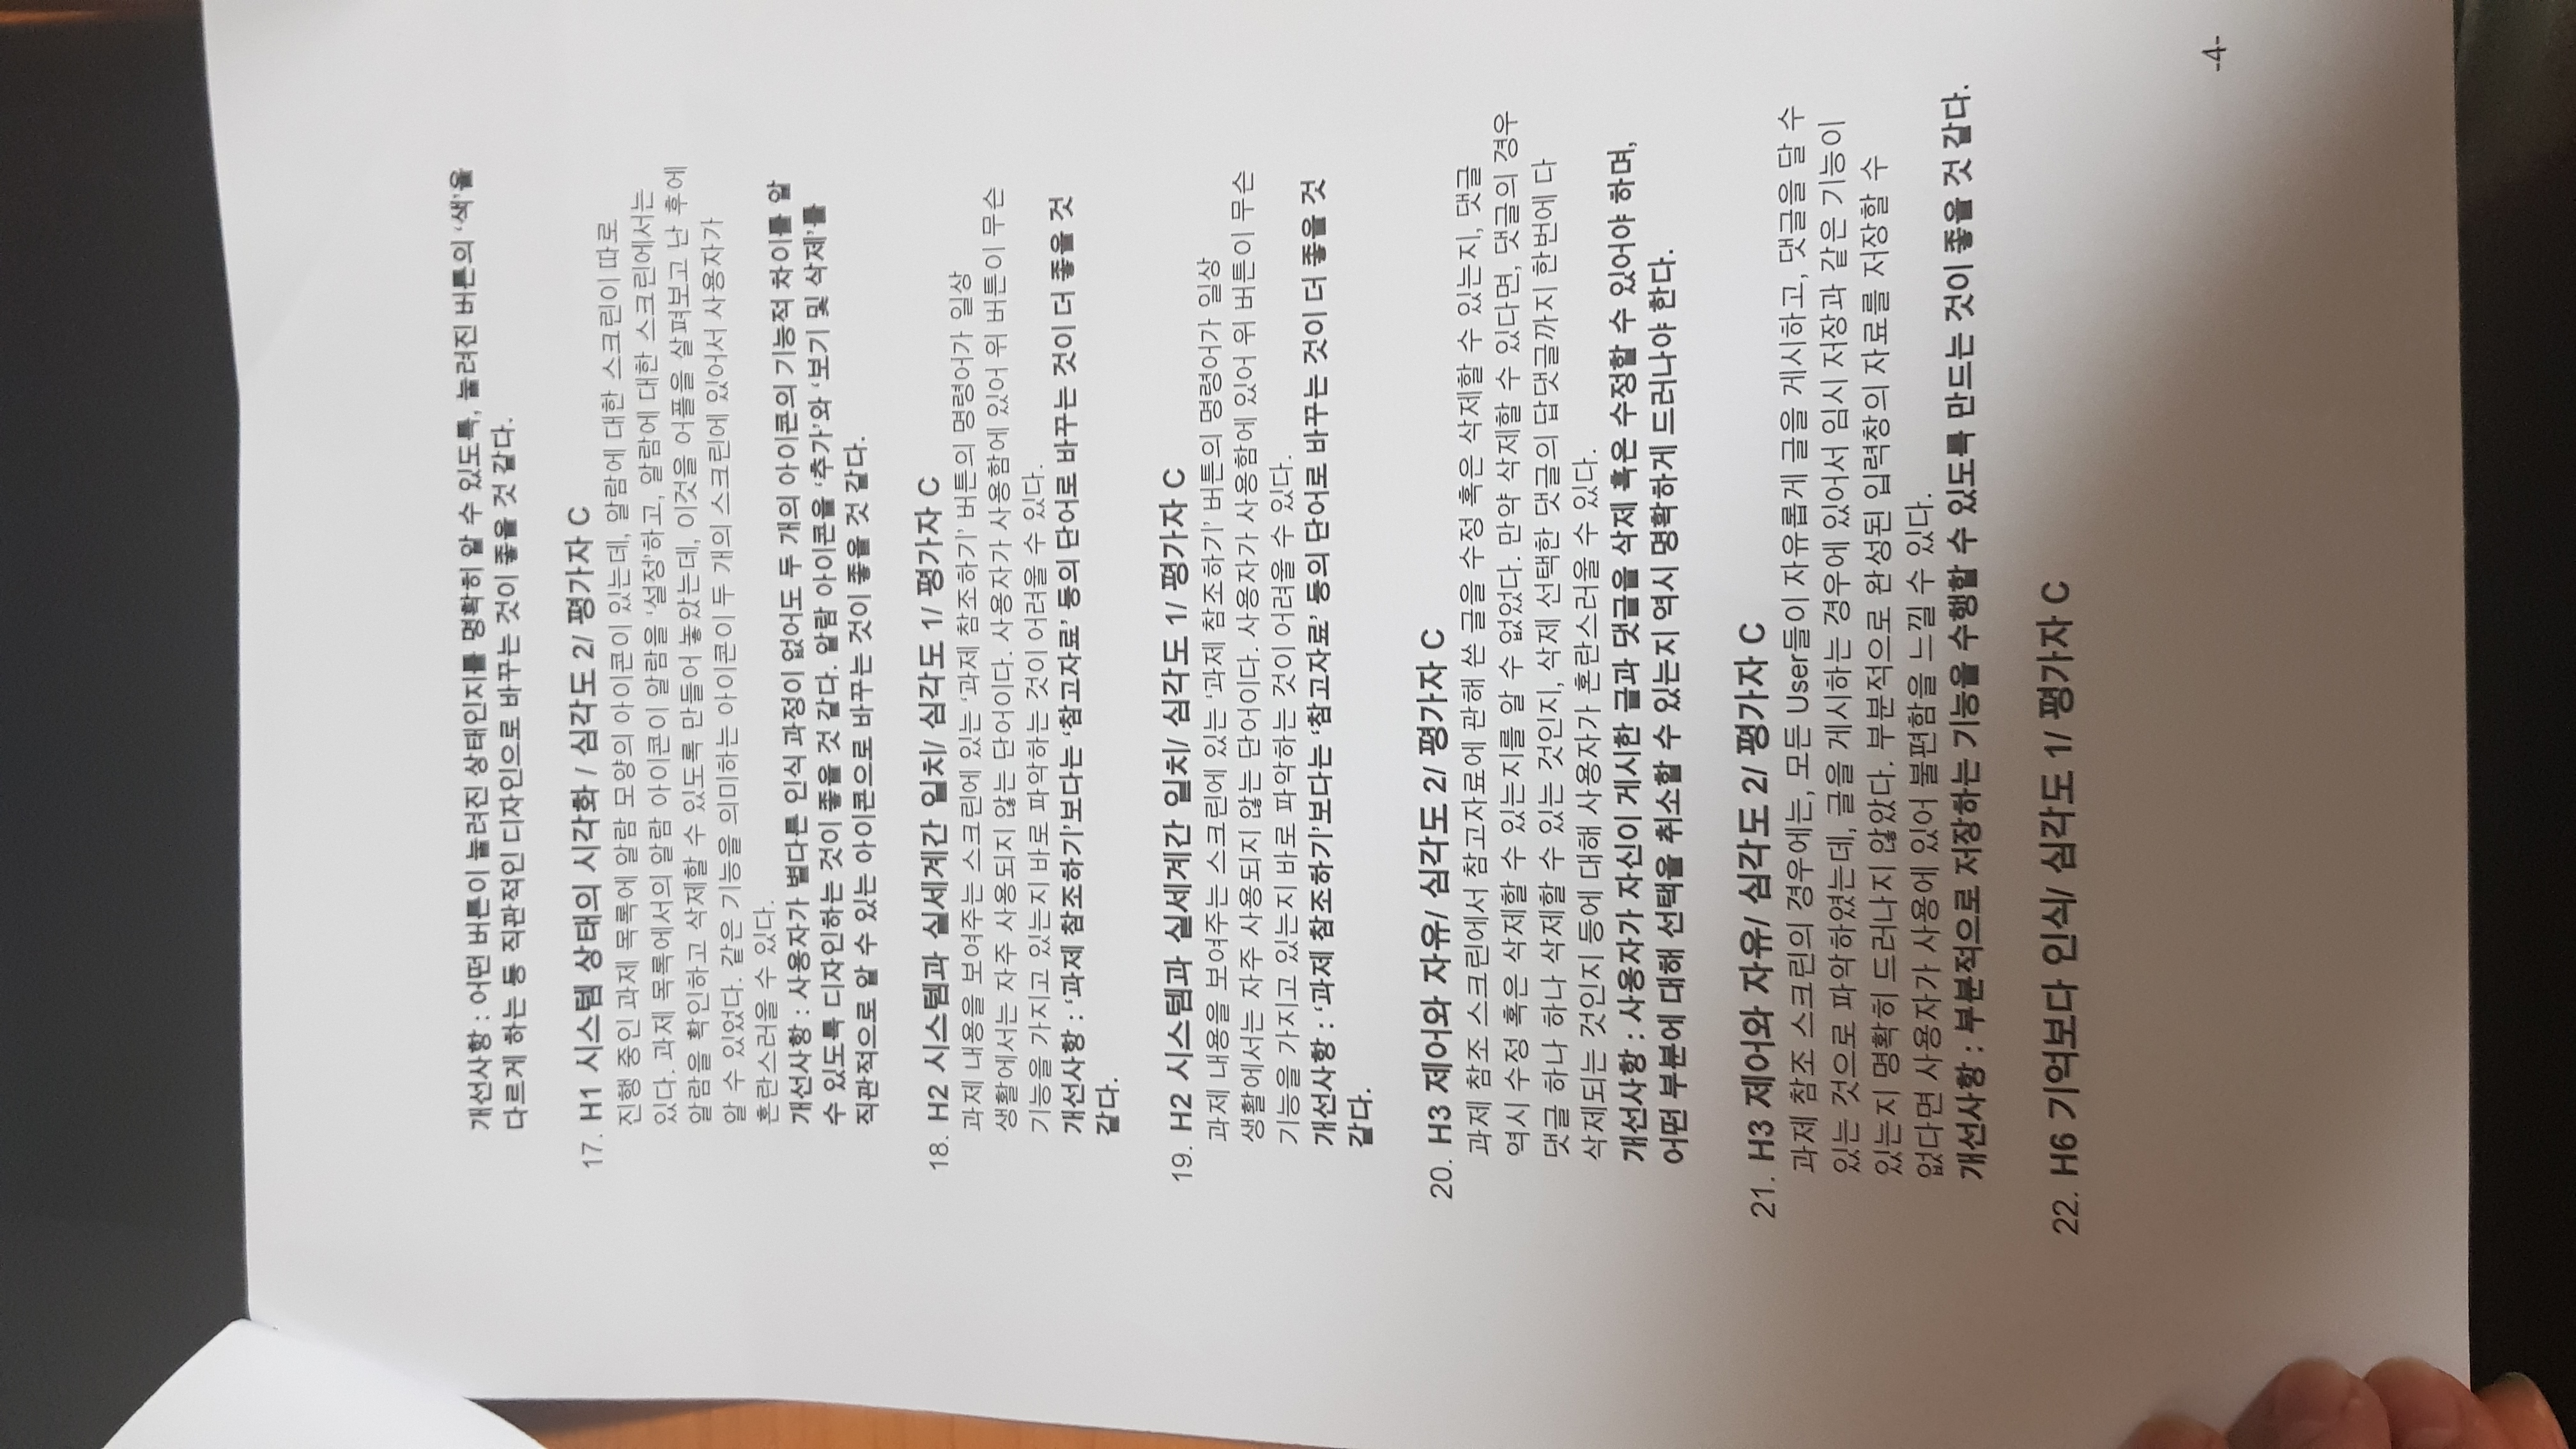 개선사항 : 어떤 버튼이 눌려진 상태인지를 명확히 알 수 있도록, 눌려진 버튼의 ‘색’을
다르게 하는 등 직관적인 디자인으로 바꾸는 것이 좋을 것 같다.
17. H1 시스템 상태의 시각화 / 심각도 2/ 평가자 C
진행 중인 과제 목록에 알람 모양의 아이콘이 있는데, 알람에 대한 스크린이 따로
있다. 과제 목록에서의 알람 아이콘이 알람을 ‘설정’하고, 알람에 대한 스크린에서는
알람을 확인하고 삭제할 수 있도록 만들어 놓았는데, 이것을 어플을 살펴보고 난 후에
알 수 있었다. 같은 기능을 의미하는 아이콘이 두 개의 스크린에 있어서 사용자가
혼란스러울 수 있다.
개선사항 : 사용자가 별다른 인식 과정이 없어도 두 개의 아이콘의 기능적 차이를 알
수 있도록 디자인하는 것이 좋을 것 같다. 알람 아이콘을 ‘추가’와 ‘보기 및 삭제’를
직관적으로 알 수 있는 아이콘으로 바꾸는 것이 좋을 것 같다.
18. H2 시스템과 실세계간 일치/ 심각도 1/ 평가자 C
과제 내용을 보여주는 스크린에 있는 ‘과제 참조하기’ 버튼의 명령어가 일상
생활에서는 자주 사용되지 않는 단어이다. 사용자가 사용함에 있어 위 버튼이 무슨
기능을 가지고 있는지 바로 파악하는 것이 어려울 수 있다.
개선사항 : ‘과제 참조하기’보다는 ‘참고자료’ 등의 단어로 바꾸는 것이 더 좋을 것
같다.
19. H2 시스템과 실세계간 일치/ 심각도 1/ 평가자 C
과제 내용을 보여주는 스크린에 있는 ‘과제 참조하기’ 버튼의 명령어가 일상
생활에서는 자주 사용되지 않는 단어이다. 사용자가 사용함에 있어 위 버튼이 무슨
기능을 가지고 있는지 바로 파악하는 것이 어려울 수 있다.
개선사항 : ‘과제 참조하기’보다는 ‘참고자료’ 등의 단어로 바꾸는 것이 더 좋을 것
같다.
20. H3 제어와 자유/ 심각도 2/ 평가자 C
과제 참조 스크린에서 참고자료에 관해 쓴 글을 수정 혹은 삭제할 수 있는지, 댓글
역시 수정 혹은 삭제할 수 있는지를 알 수 없었다. 만약 삭제할 수 있다면, 댓글의 경우
댓글 하나 하나 삭제할 수 있는 것인지, 삭제 선택한 댓글의 답댓글까지 한번에 다
삭제되는 것인지 등에 대해 사용자가 혼란스러울 수 있다.
개선사항 : 사용자가 자신이 게시한 글과 댓글을 삭제 혹은 수정할 수 있어야 하며,
어떤 부분에 대해 선택을 취소할 수 있는지 역시 명확하게 드러나야 한다.
21. H3 제어와 자유/ 심각도 2/ 평가자 C
과제 참조 스크린의 경우에는, 모든 User들이 자유롭게 글을 게시하고, 댓글을 달 수
있는 것으로 파악하였는데, 글을 게시하는 경우에 있어서 임시 저장과 같은 기능이
있는지 명확히 드러나지 않았다. 부분적으로 완성된 입력창의 자료를 저장할 수
없다면 사용자가 사용에 있어 불편함을 느낄 수 있다.
개선사항 : 부분적으로 저장하는 기능을 수행할 수 있도록 만드는 것이 좋을 것 같다.
22. H6 기억보다 인식/ 심각도 1/ 평가자 C
-4-